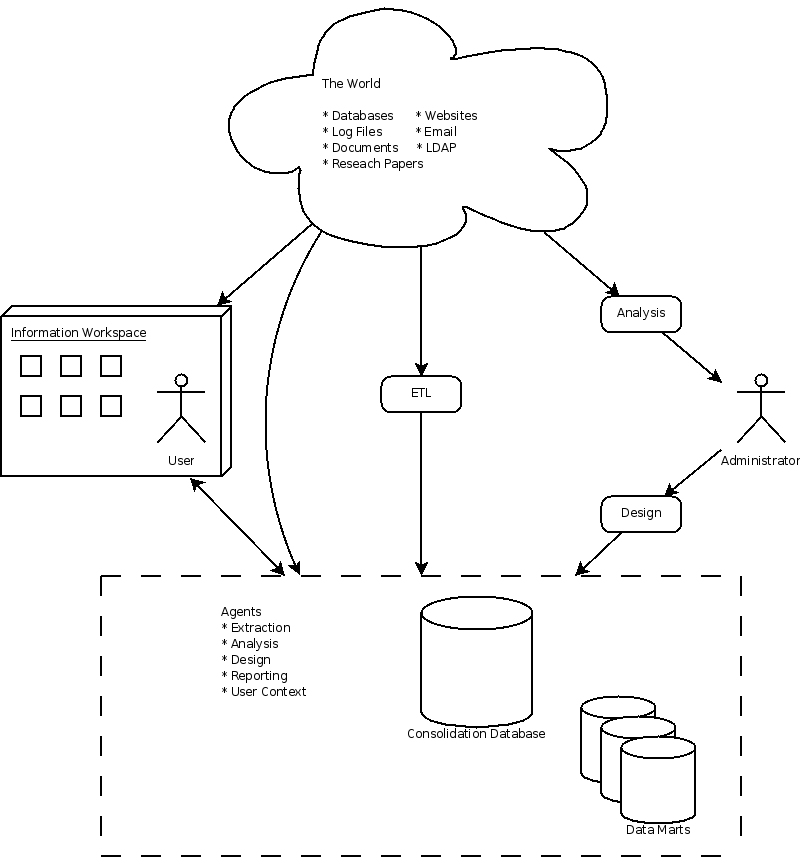 The World
* Databases * Websites
* Log Files * Email
* Documents * LDAP
* Reseach Papers
Information Workspace
User
ETL
Analysis
Administrator
Design
Agents
* Extraction
* Analysis
* Design
* Reporting
* User Context
Consolidation Database
Data Marts